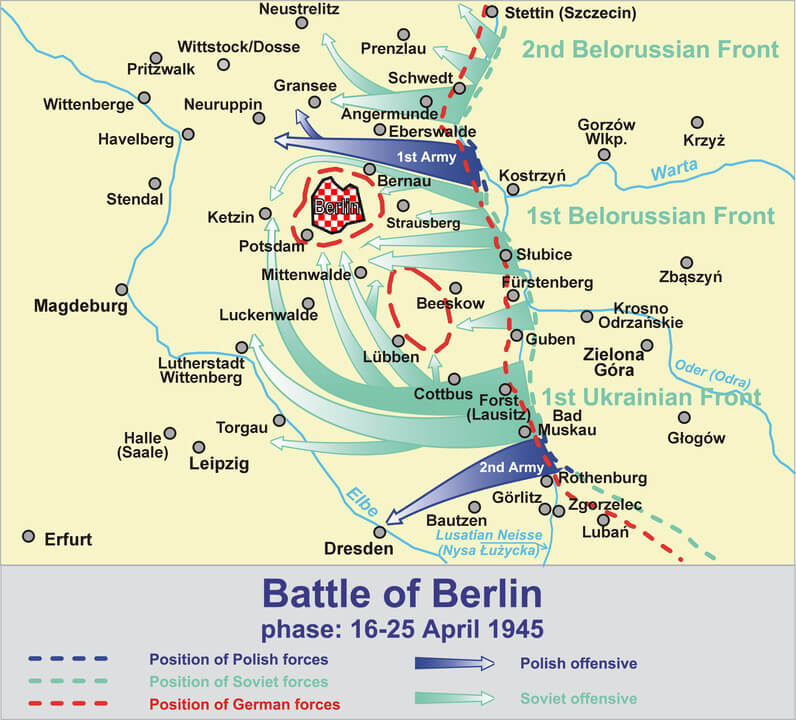 Neustrelitz
Stettin (Szczecin)
Prenzlau
Wittstock/Dosse
2nd Belorussian Front
Pritzwalk
Schwedt
Gransee
Wittenberge
Neuruppin
Angermunde
Eberswalde
Gorzów
Wlkp.
Krzyż
Havelberg
1st Army
Warta
Bernau
Kostrzyń
Stendal
Berlin
Ketzin
Strausberg
1st Belorussian Front
Potsdam
Słubice
Mittenwalde
Zbąszyń
Fürstenberg
Magdeburg
Beeskow
Luckenwalde
Krosno
Odrzańskie
Guben
Lübben
Zielona
Góra
Lutherstadt
Wittenberg
Oder (Odra)
Cottbus
Forst
(Lausitz)
1st Ukrainian Front
Bad
Muskau
Torgau
Halle
(Saale)
Głogów
Leipzig
2nd Army
Rothenburg
Elbe
Görlitz
Zgorzelec
Bautzen
Lubań
Lusatian Neisse
(Nysa Łużycka)
Erfurt
Dresden
Battle of Berlin
phase: 16-25 April 1945
Position of Polish forces
Polish offensive
Position of Soviet forces
Soviet offensive
Position of German forces